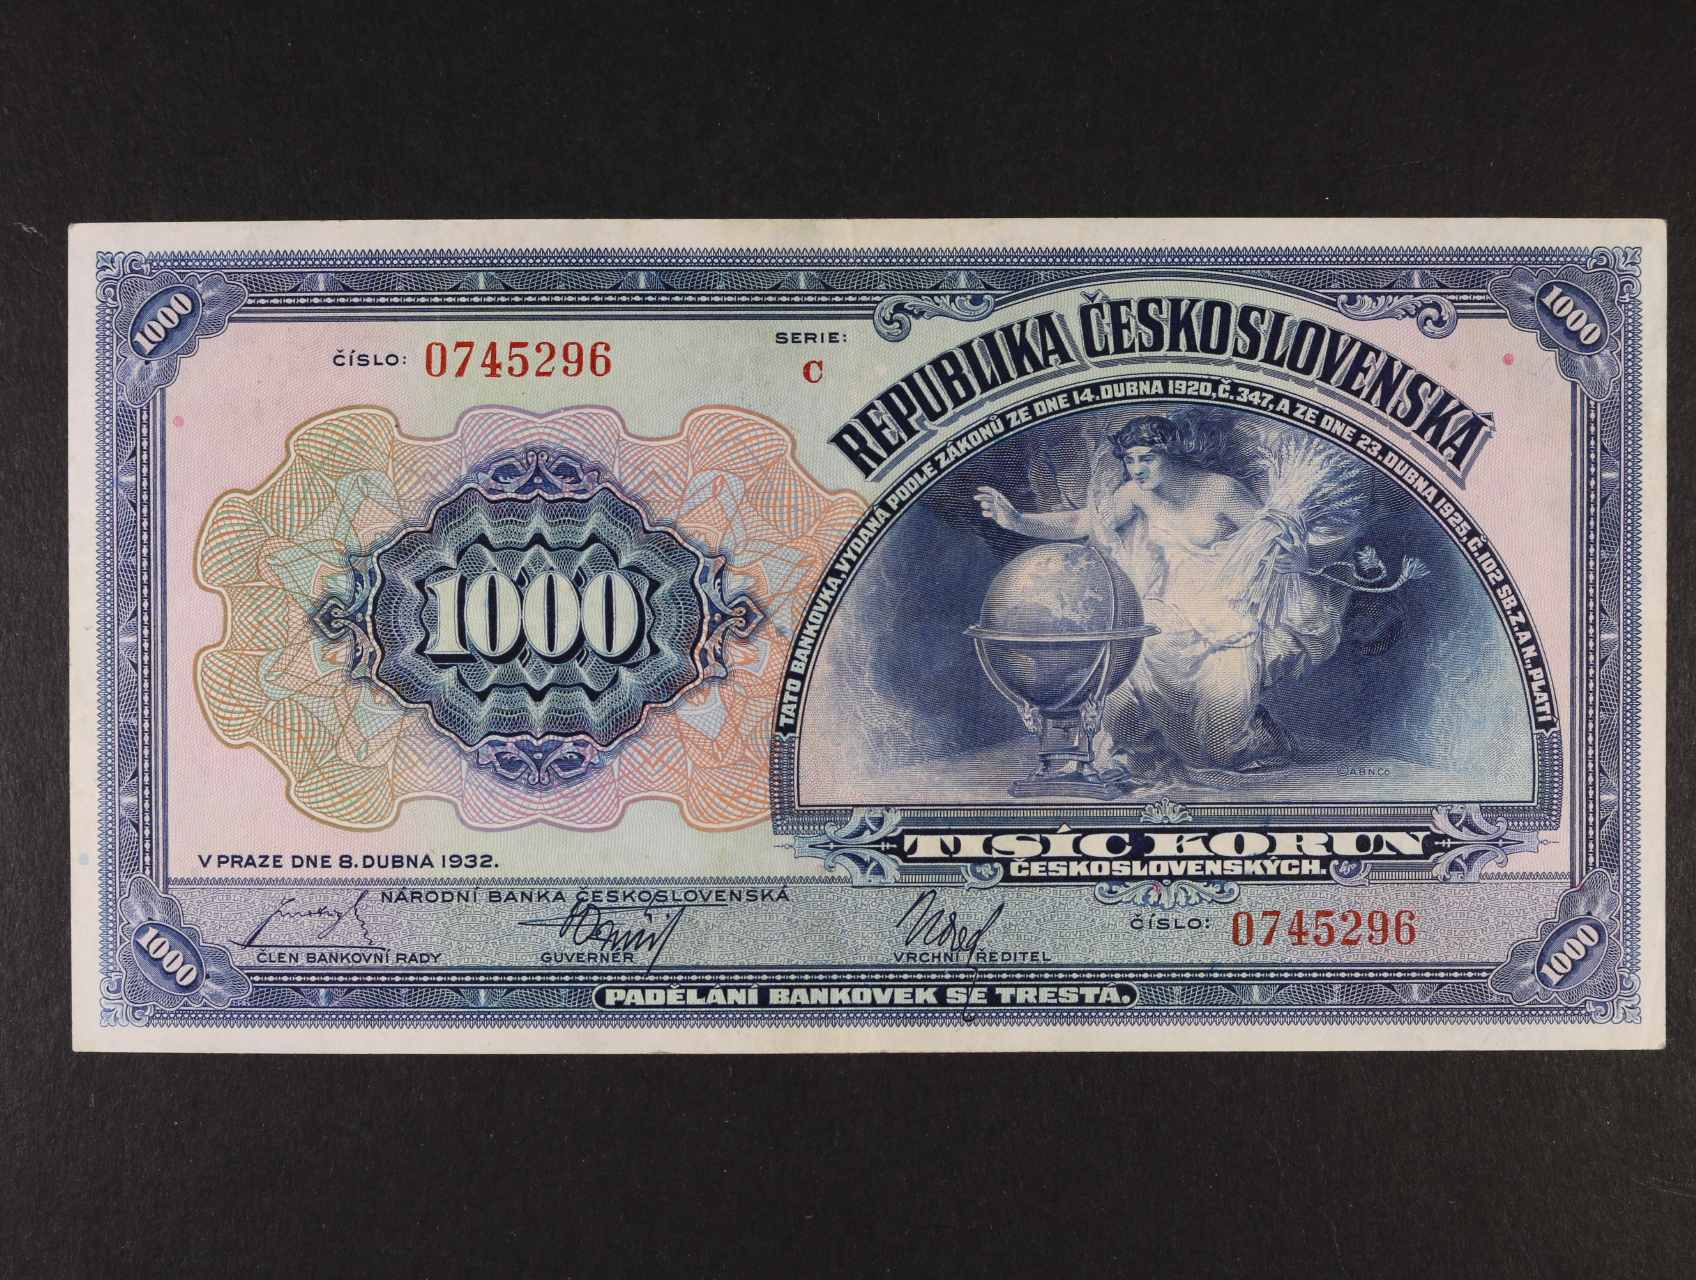 1000
1000
ČÍSLO: 0745296
SERIE:
C
REPUBLIKA ČESKOSLOVENSKÁ
TATO BANKOVKA, VYDANÁ PODLE ZÁKONŮ ZE DNE 14. DUBNA 1920, Č. 347, A ZE DNE 23. DUBNA 1925, Č. 102 SB. Z. A N., PLATÍ
1000
©ABNCo
TISÍC KORUN
ČESKOSLOVENSKÝCH.
V PRAZE DNE 8. DUBNA 1932.
NÁRODNÍ BANKA ČESKOSLOVENSKÁ
ČÍSLO: 0745296
ČLEN BANKOVNÍ RADY
GUVERNÉR
VRCHNÍ ŘEDITEL
1000
1000
PADĚLÁNÍ BANKOVEK SE TRESTÁ.